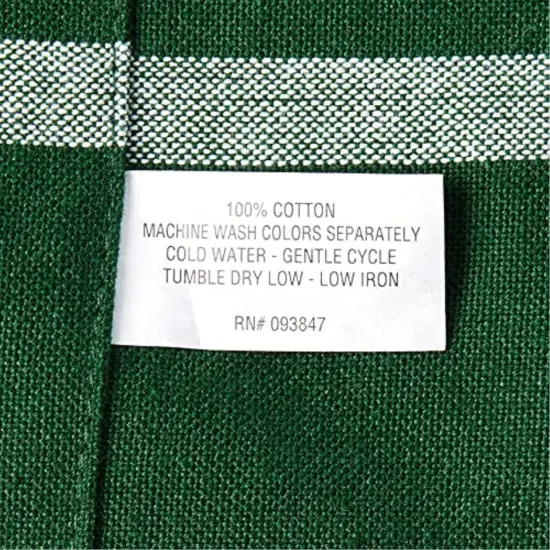 100% COTTON
MACHINE WASH COLORS SEPARATELY
COLD WATER - GENTLE CYCLE
TUMBLE DRY LOW - LOW IRON
RN# 093847